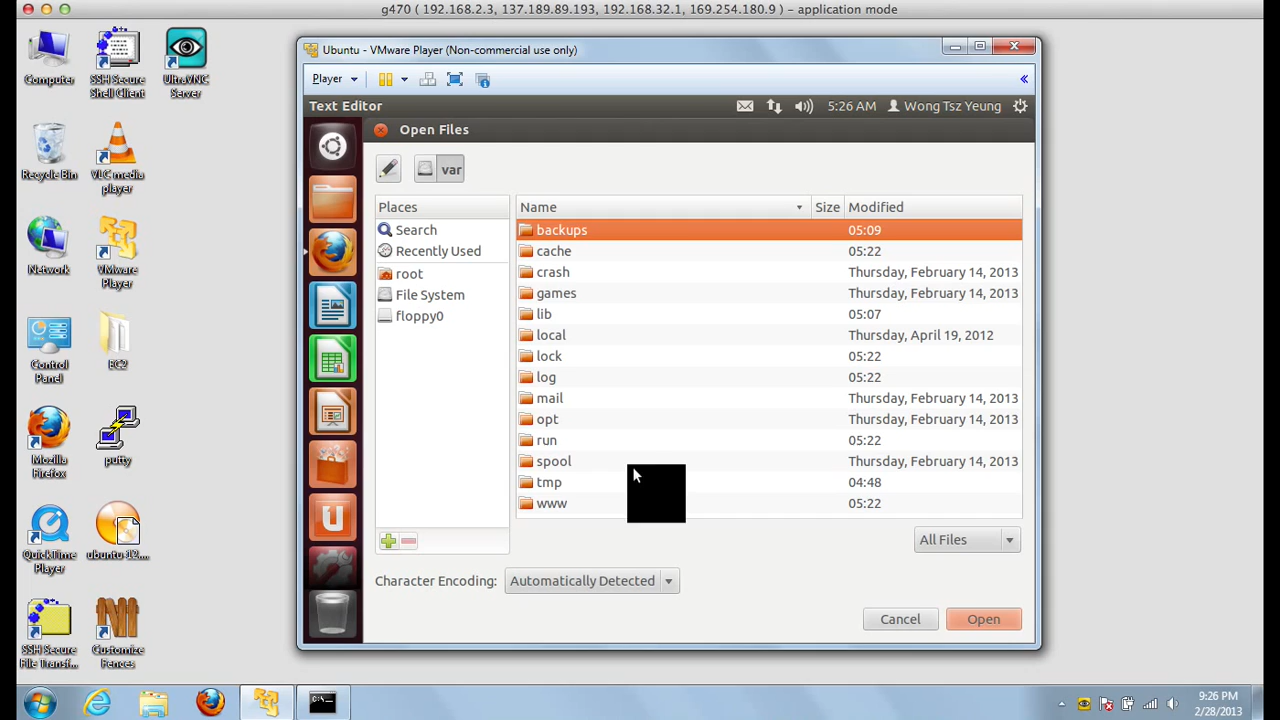 g470 ( 192.168.2.3, 137.189.89.193, 192.168.32.1, 169.254.180.9 ) – application mode
Computer
SSH Secure Shell Client
UltraVNC Server
Recycle Bin
VLC media player
Network
VMware Player
Control Panel
EC2
Mozilla Firefox
putty
QuickTime Player
ubuntu-12....
SSH Secure File Transf...
Customize Fences
Ubuntu - VMware Player (Non-commercial use only)
Player
«
Text Editor
5:26 AM
Wong Tsz Yeung
Open Files
var
Places
Search
Recently Used
root
File System
floppy0
Name Size Modified
backups 05:09
cache 05:22
crash Thursday, February 14, 2013
games Thursday, February 14, 2013
lib 05:07
local Thursday, April 19, 2012
lock 05:22
log 05:22
mail Thursday, February 14, 2013
opt Thursday, February 14, 2013
run 05:22
spool Thursday, February 14, 2013
tmp 04:48
www 05:22
All Files
Character Encoding: Automatically Detected
Cancel
Open
C:\
9:26 PM
2/28/2013